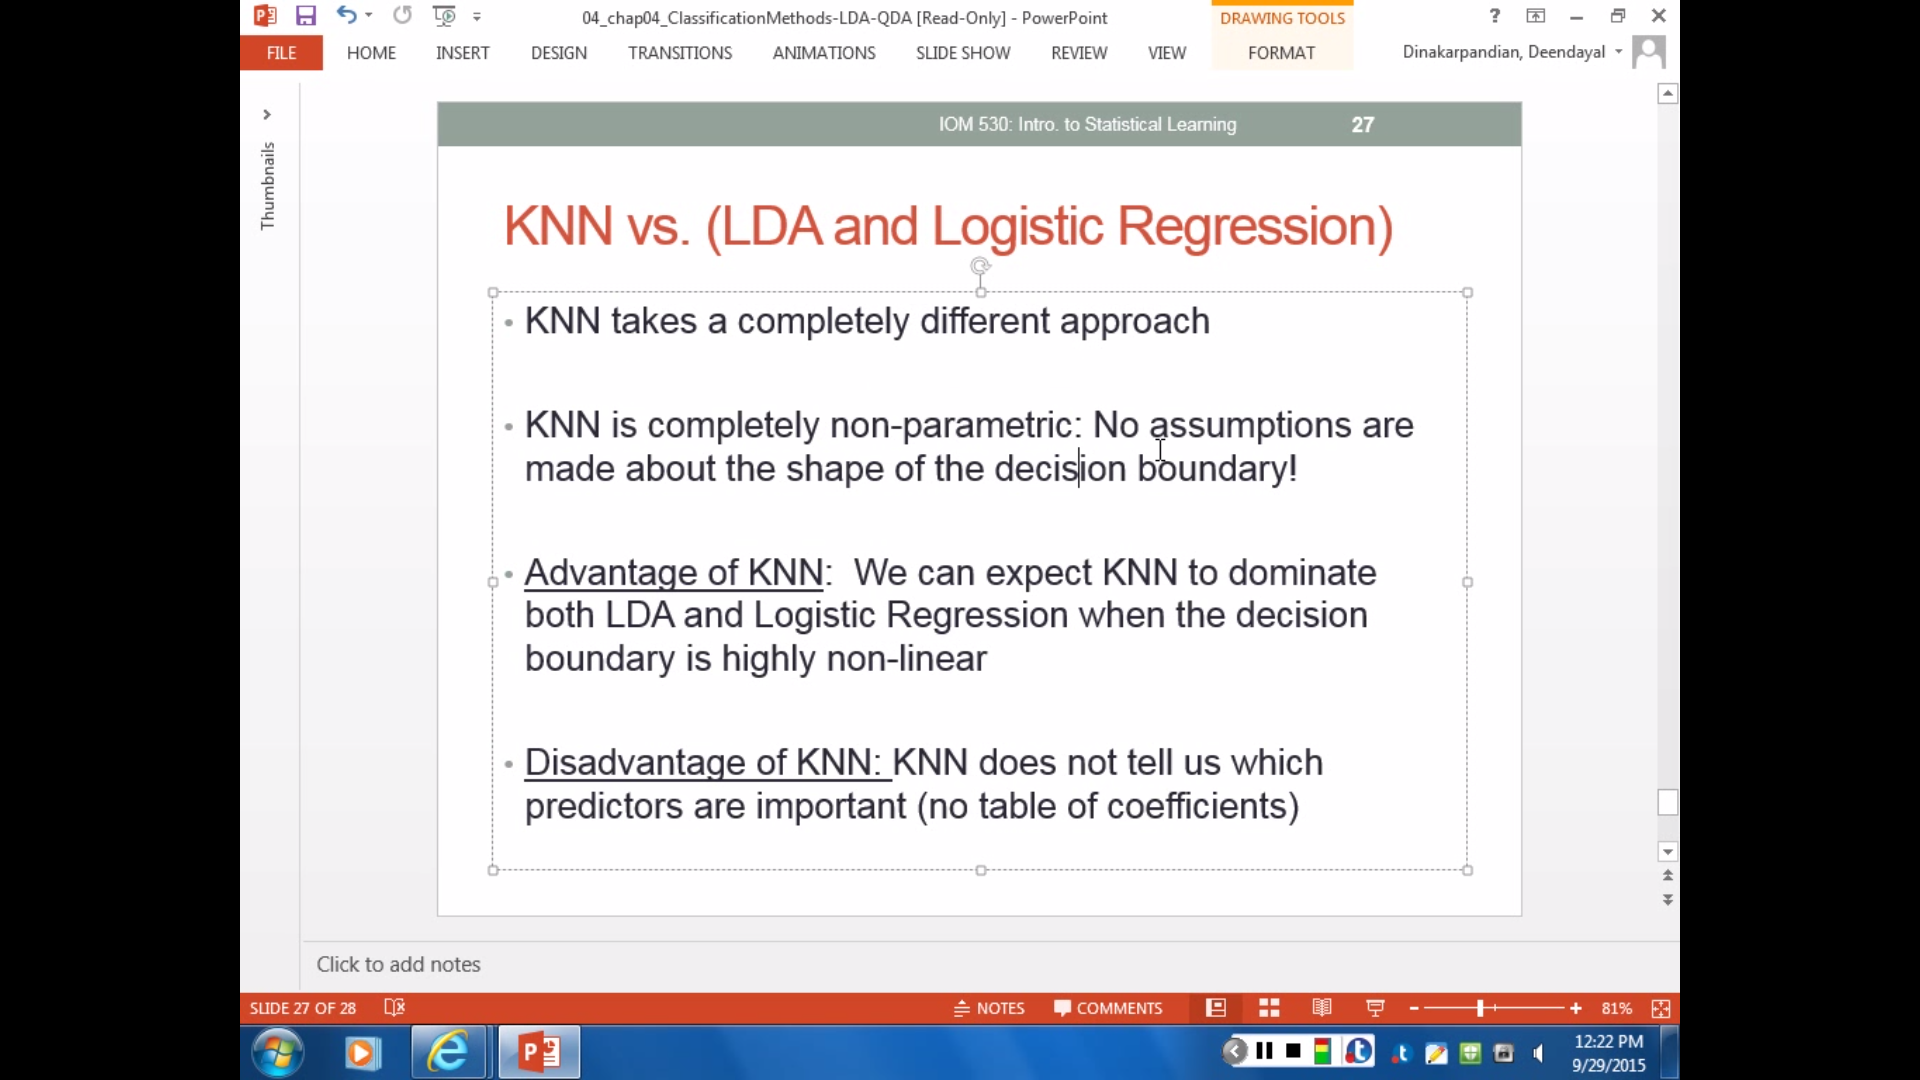 04_chap04_ClassificationMethods-LDA-QDA [Read-Only] - PowerPoint
DRAWING TOOLS
?
FILE HOME INSERT DESIGN TRANSITIONS ANIMATIONS SLIDE SHOW REVIEW VIEW FORMAT Dinakarpandian, Deendayal
Thumbnails
IOM 530: Intro. to Statistical Learning 27
KNN vs. (LDA and Logistic Regression)
• KNN takes a completely different approach
• KNN is completely non-parametric: No assumptions are
made about the shape of the decision boundary!
• Advantage of KNN: We can expect KNN to dominate
both LDA and Logistic Regression when the decision
boundary is highly non-linear
• Disadvantage of KNN: KNN does not tell us which
predictors are important (no table of coefficients)
Click to add notes
SLIDE 27 OF 28 NOTES COMMENTS 81%
12:22 PM
9/29/2015